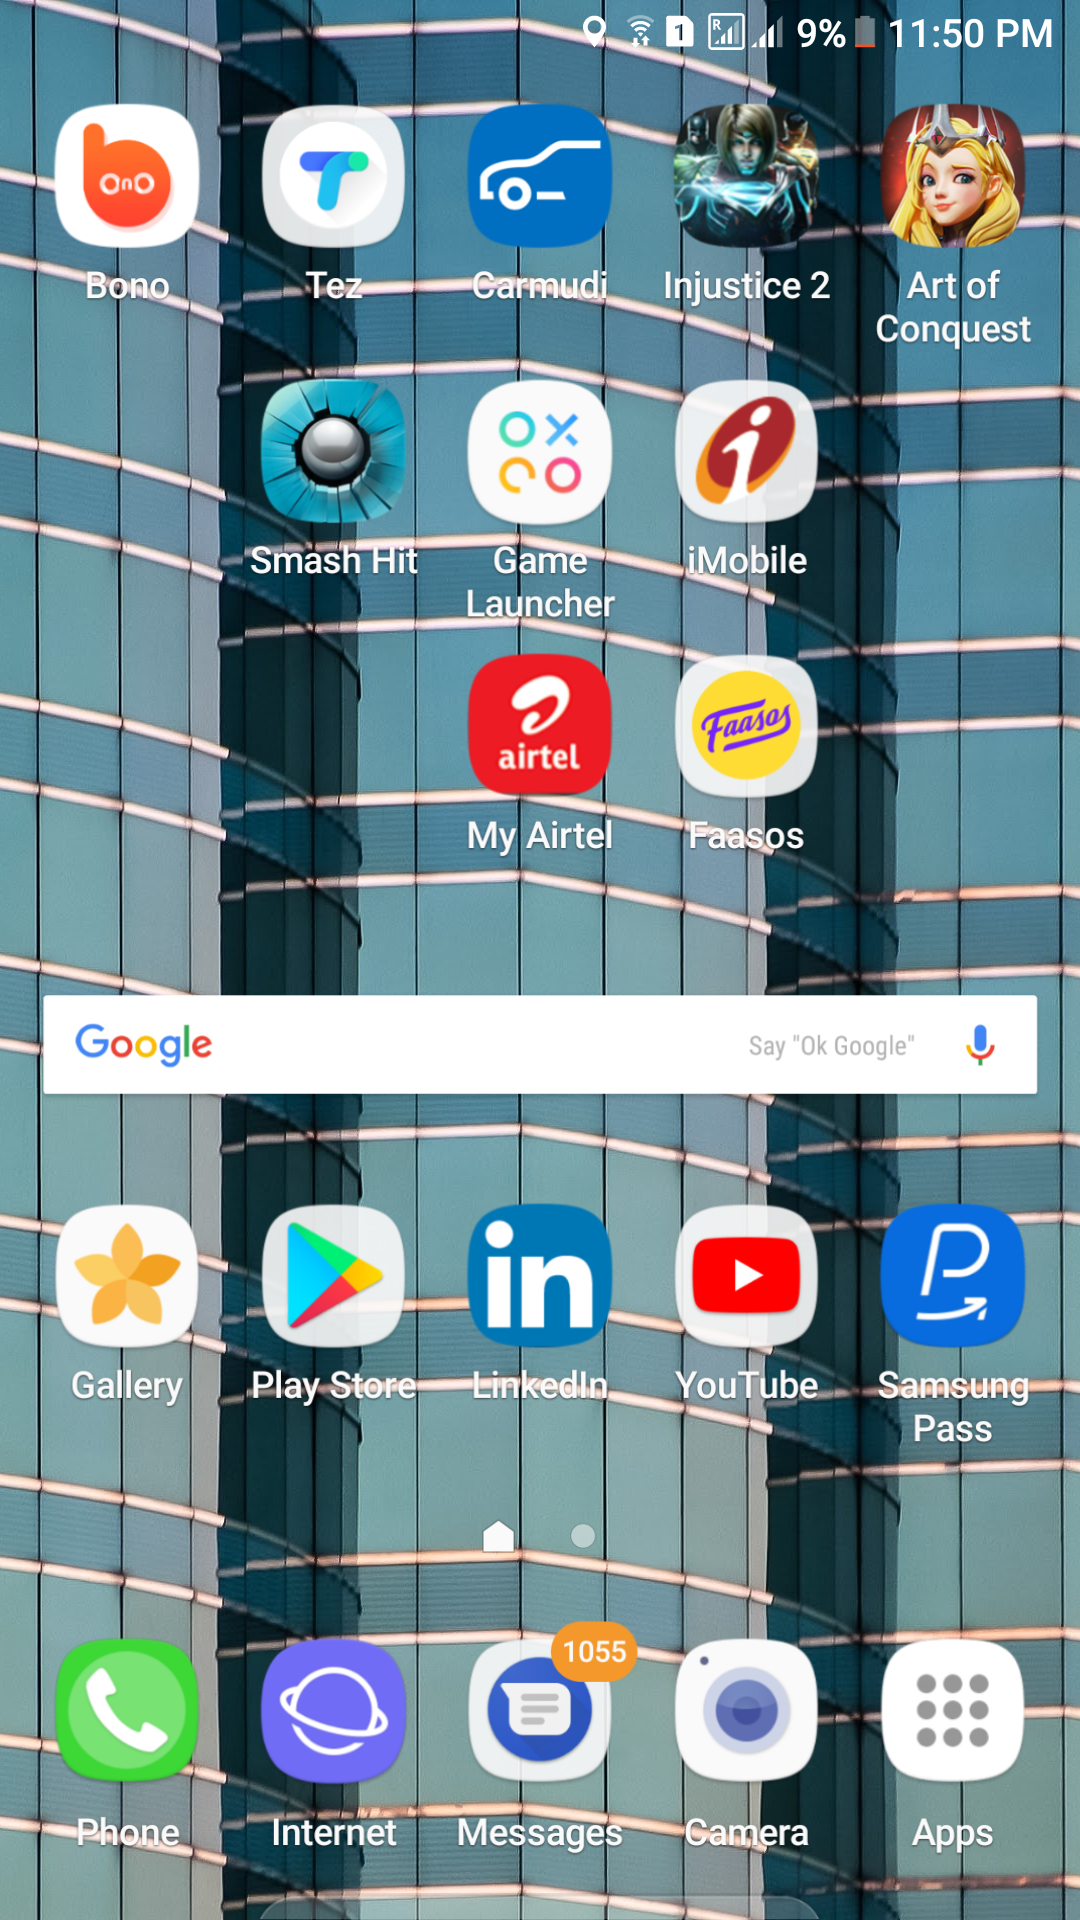 R 1 9% 11:50 PM
bono
Bono Tez Carmudi Injustice 2 Art of
Conquest
Smash Hit Game iMobile
Launcher
airtel Faasos
My Airtel Faasos
Google Say "Ok Google"
in
Gallery Play Store LinkedIn YouTube Samsung
Pass
1055
Phone Internet Messages Camera Apps